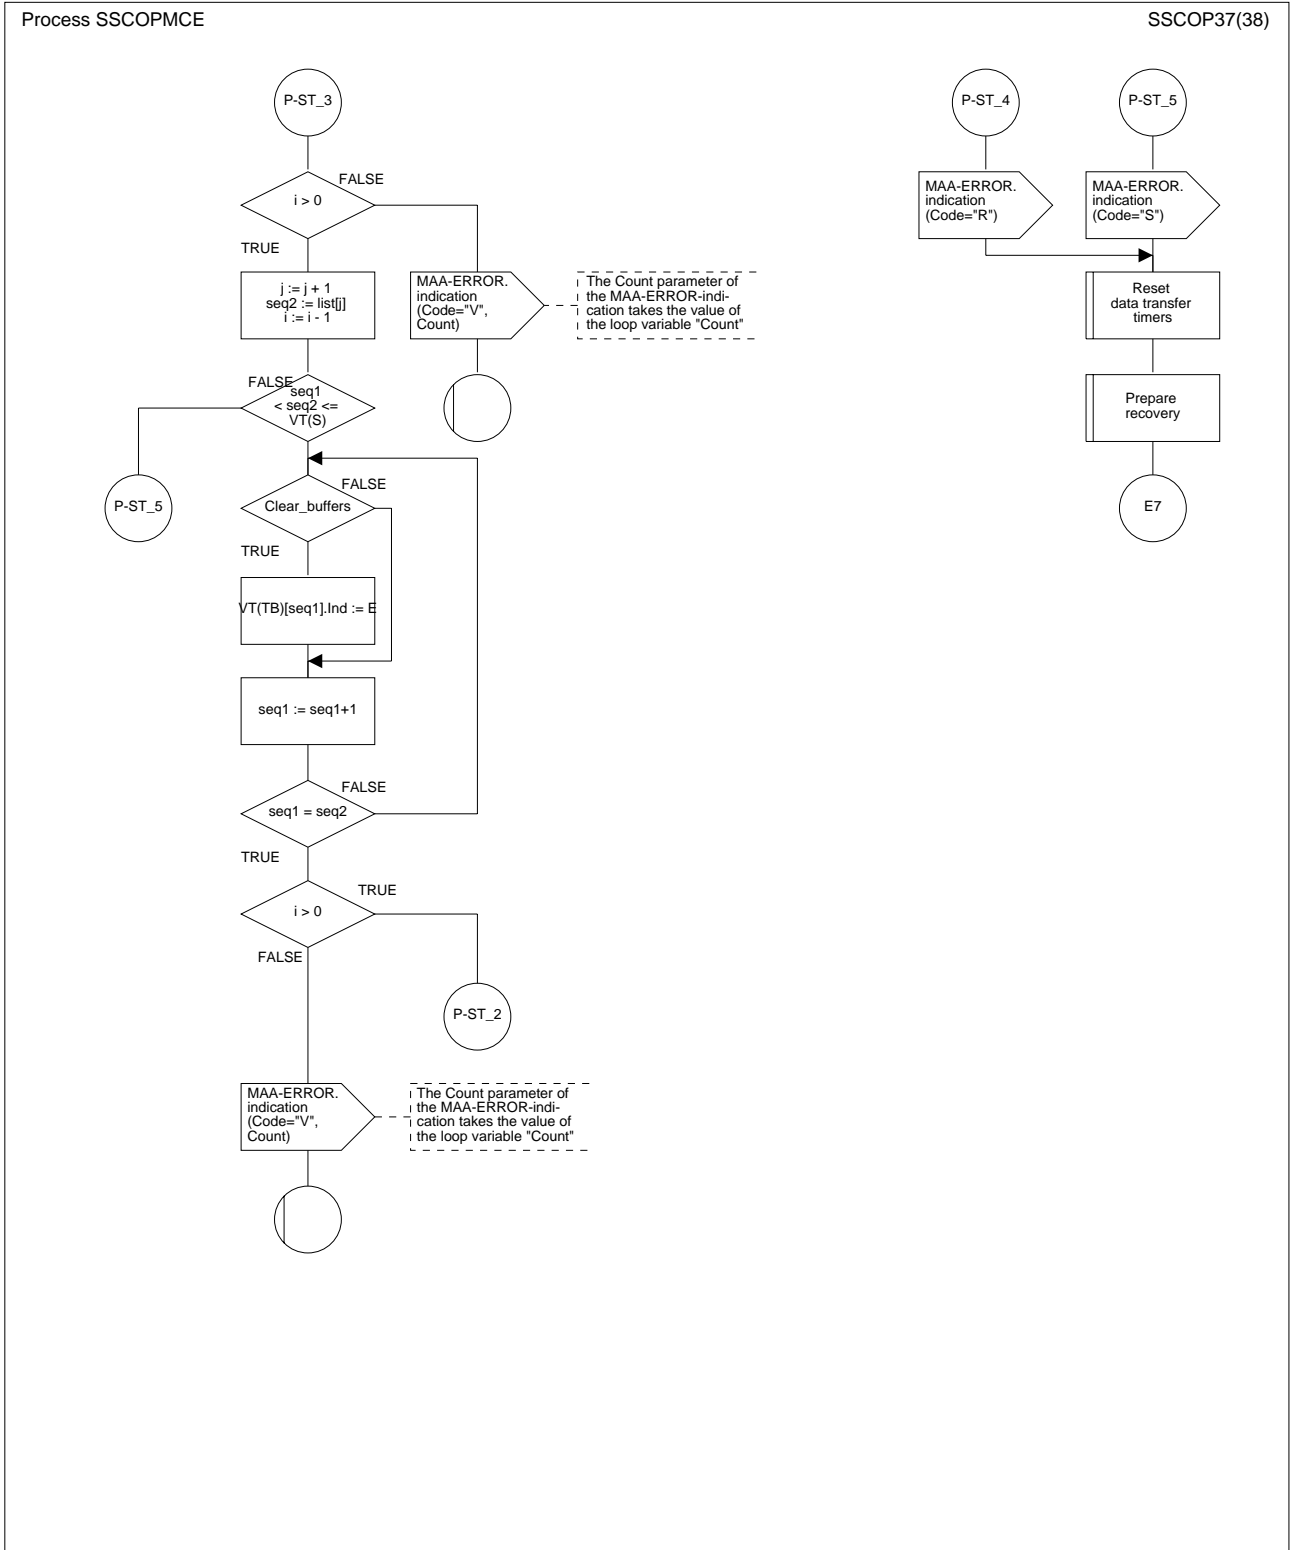 Process SSCOPMCE
SSCOP37(38)
P-ST_3
P-ST_4
P-ST_5
FALSE
i > 0
TRUE
MAA-ERROR.
indication
(Code="R")
MAA-ERROR.
indication
(Code="S")
j := j + 1
seq2 := list[j]
i := i - 1
MAA-ERROR.
indication
(Code="V",
Count)
The Count parameter of
the MAA-ERROR-indi-
cation takes the value of
the loop variable "Count"
Reset
data transfer
timers
FALSE
seq1
< seq2 <=
VT(S)
Prepare
recovery
P-ST_5
FALSE
Clear_buffers
TRUE
E7
VT(TB)[seq1].Ind := E
seq1 := seq1+1
FALSE
seq1 = seq2
TRUE
TRUE
i > 0
FALSE
P-ST_2
MAA-ERROR.
indication
(Code="V",
Count)
The Count parameter of
the MAA-ERROR-indi-
cation takes the value of
the loop variable "Count"